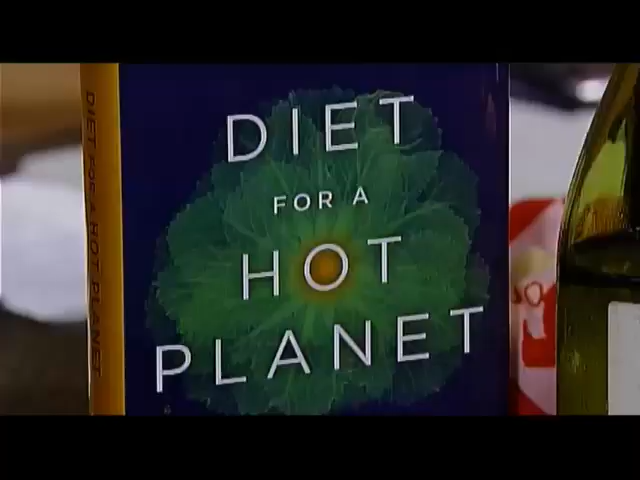 DIET FOR A HOT PLANET
DIET
FOR A
HOT
PLANET